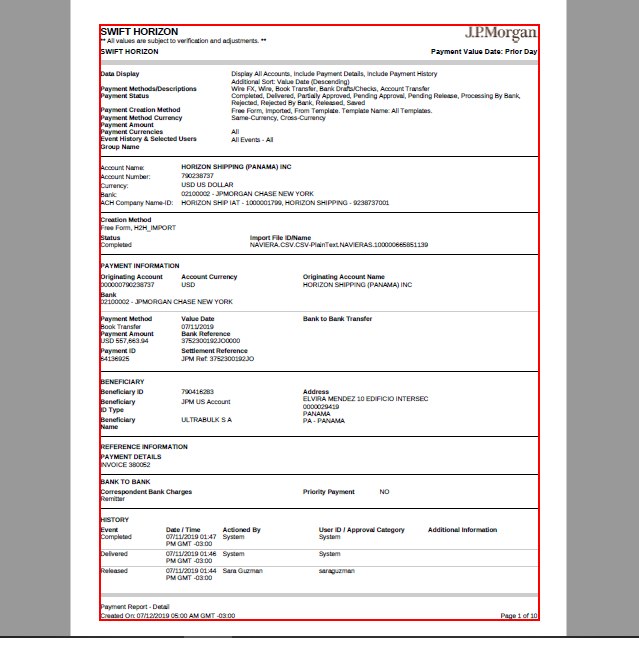 SWIFT HORIZON
J.P.Morgan
** All values are subject to verification and adjustments. **
SWIFT HORIZON Payment Value Date: Prior Day
Data Display Display All Accounts, Include Payment Details, Include Payment History
Additional Sort: Value Date (Descending)
Payment Methods/Descriptions Wire FX, Wire, Book Transfer, Bank Drafts/Checks, Account Transfer
Payment Status Completed, Delivered, Partially Approved, Pending Approval, Pending Release, Processing By Bank,
Rejected, Rejected By Bank, Released, Saved
Payment Creation Method Free Form, Imported, From Template. Template Name: All Templates.
Payment Method Currency Same-Currency, Cross-Currency
Payment Amount
Payment Currencies All
Event History & Selected Users All Events - All
Group Name
Account Name: HORIZON SHIPPING (PANAMA) INC
Account Number: 790238737
Currency: USD US DOLLAR
Bank: 02100002 - JPMORGAN CHASE NEW YORK
ACH Company Name-ID: HORIZON SHIP IAT - 1000001799, HORIZON SHIPPING - 9238737001
Creation Method
Free Form, H2H_IMPORT
Status Import File ID/Name
Completed NAVIERA.CSV.CSV-PlainText.NAVIERAS.100000665851139
PAYMENT INFORMATION
Originating Account Account Currency Originating Account Name
000000790238737 USD HORIZON SHIPPING (PANAMA) INC
Bank
02100002 - JPMORGAN CHASE NEW YORK
Payment Method Value Date Bank to Bank Transfer
Book Transfer 07/11/2019
Payment Amount Bank Reference
USD 557,663.94 3752300192JO0000
Payment ID Settlement Reference
64136925 JPM Ref: 3752300192JO
BENEFICIARY
Beneficiary ID 790416283 Address
Beneficiary JPM US Account ELVIRA MENDEZ 10 EDIFICIO INTERSEC
ID Type 0000029419
PANAMA
Beneficiary ULTRABULK S A PA - PANAMA
Name
REFERENCE INFORMATION
PAYMENT DETAILS
INVOICE 380052
BANK TO BANK
Correspondent Bank Charges Priority Payment NO
Remitter
HISTORY
Event Date / Time Actioned By User ID / Approval Category Additional Information
Completed 07/11/2019 01:47 System System
PM GMT -03:00
Delivered 07/11/2019 01:46 System System
PM GMT -03:00
Released 07/11/2019 01:44 Sara Guzman saraguzman
PM GMT -03:00
Payment Report - Detail
Created On: 07/12/2019 05:00 AM GMT -03:00 Page 1 of 10